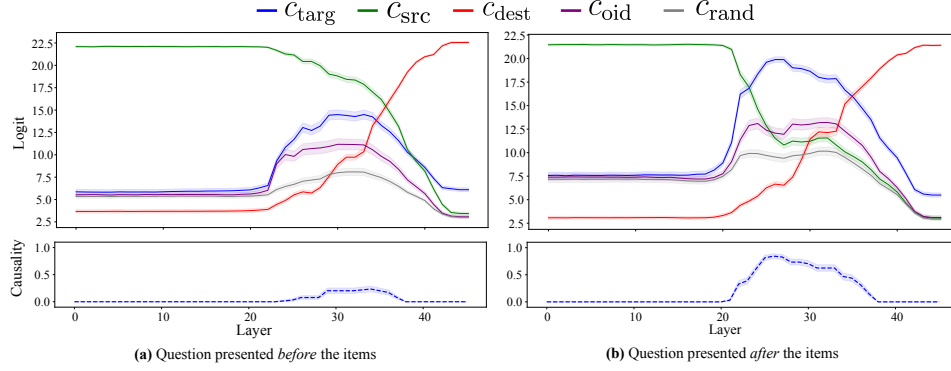 c_targ c_src c_dest c_oid c_rand
22.5
20.0
17.5
15.0
12.5
10.0
7.5
5.0
2.5
Logit
1.0
0.5
0.0
Causality
0 10 20 30 40
Layer
(a) Question presented before the items
22.5
20.0
17.5
15.0
12.5
10.0
7.5
5.0
2.5
1.0
0.5
0.0
0 10 20 30 40
Layer
(b) Question presented after the items